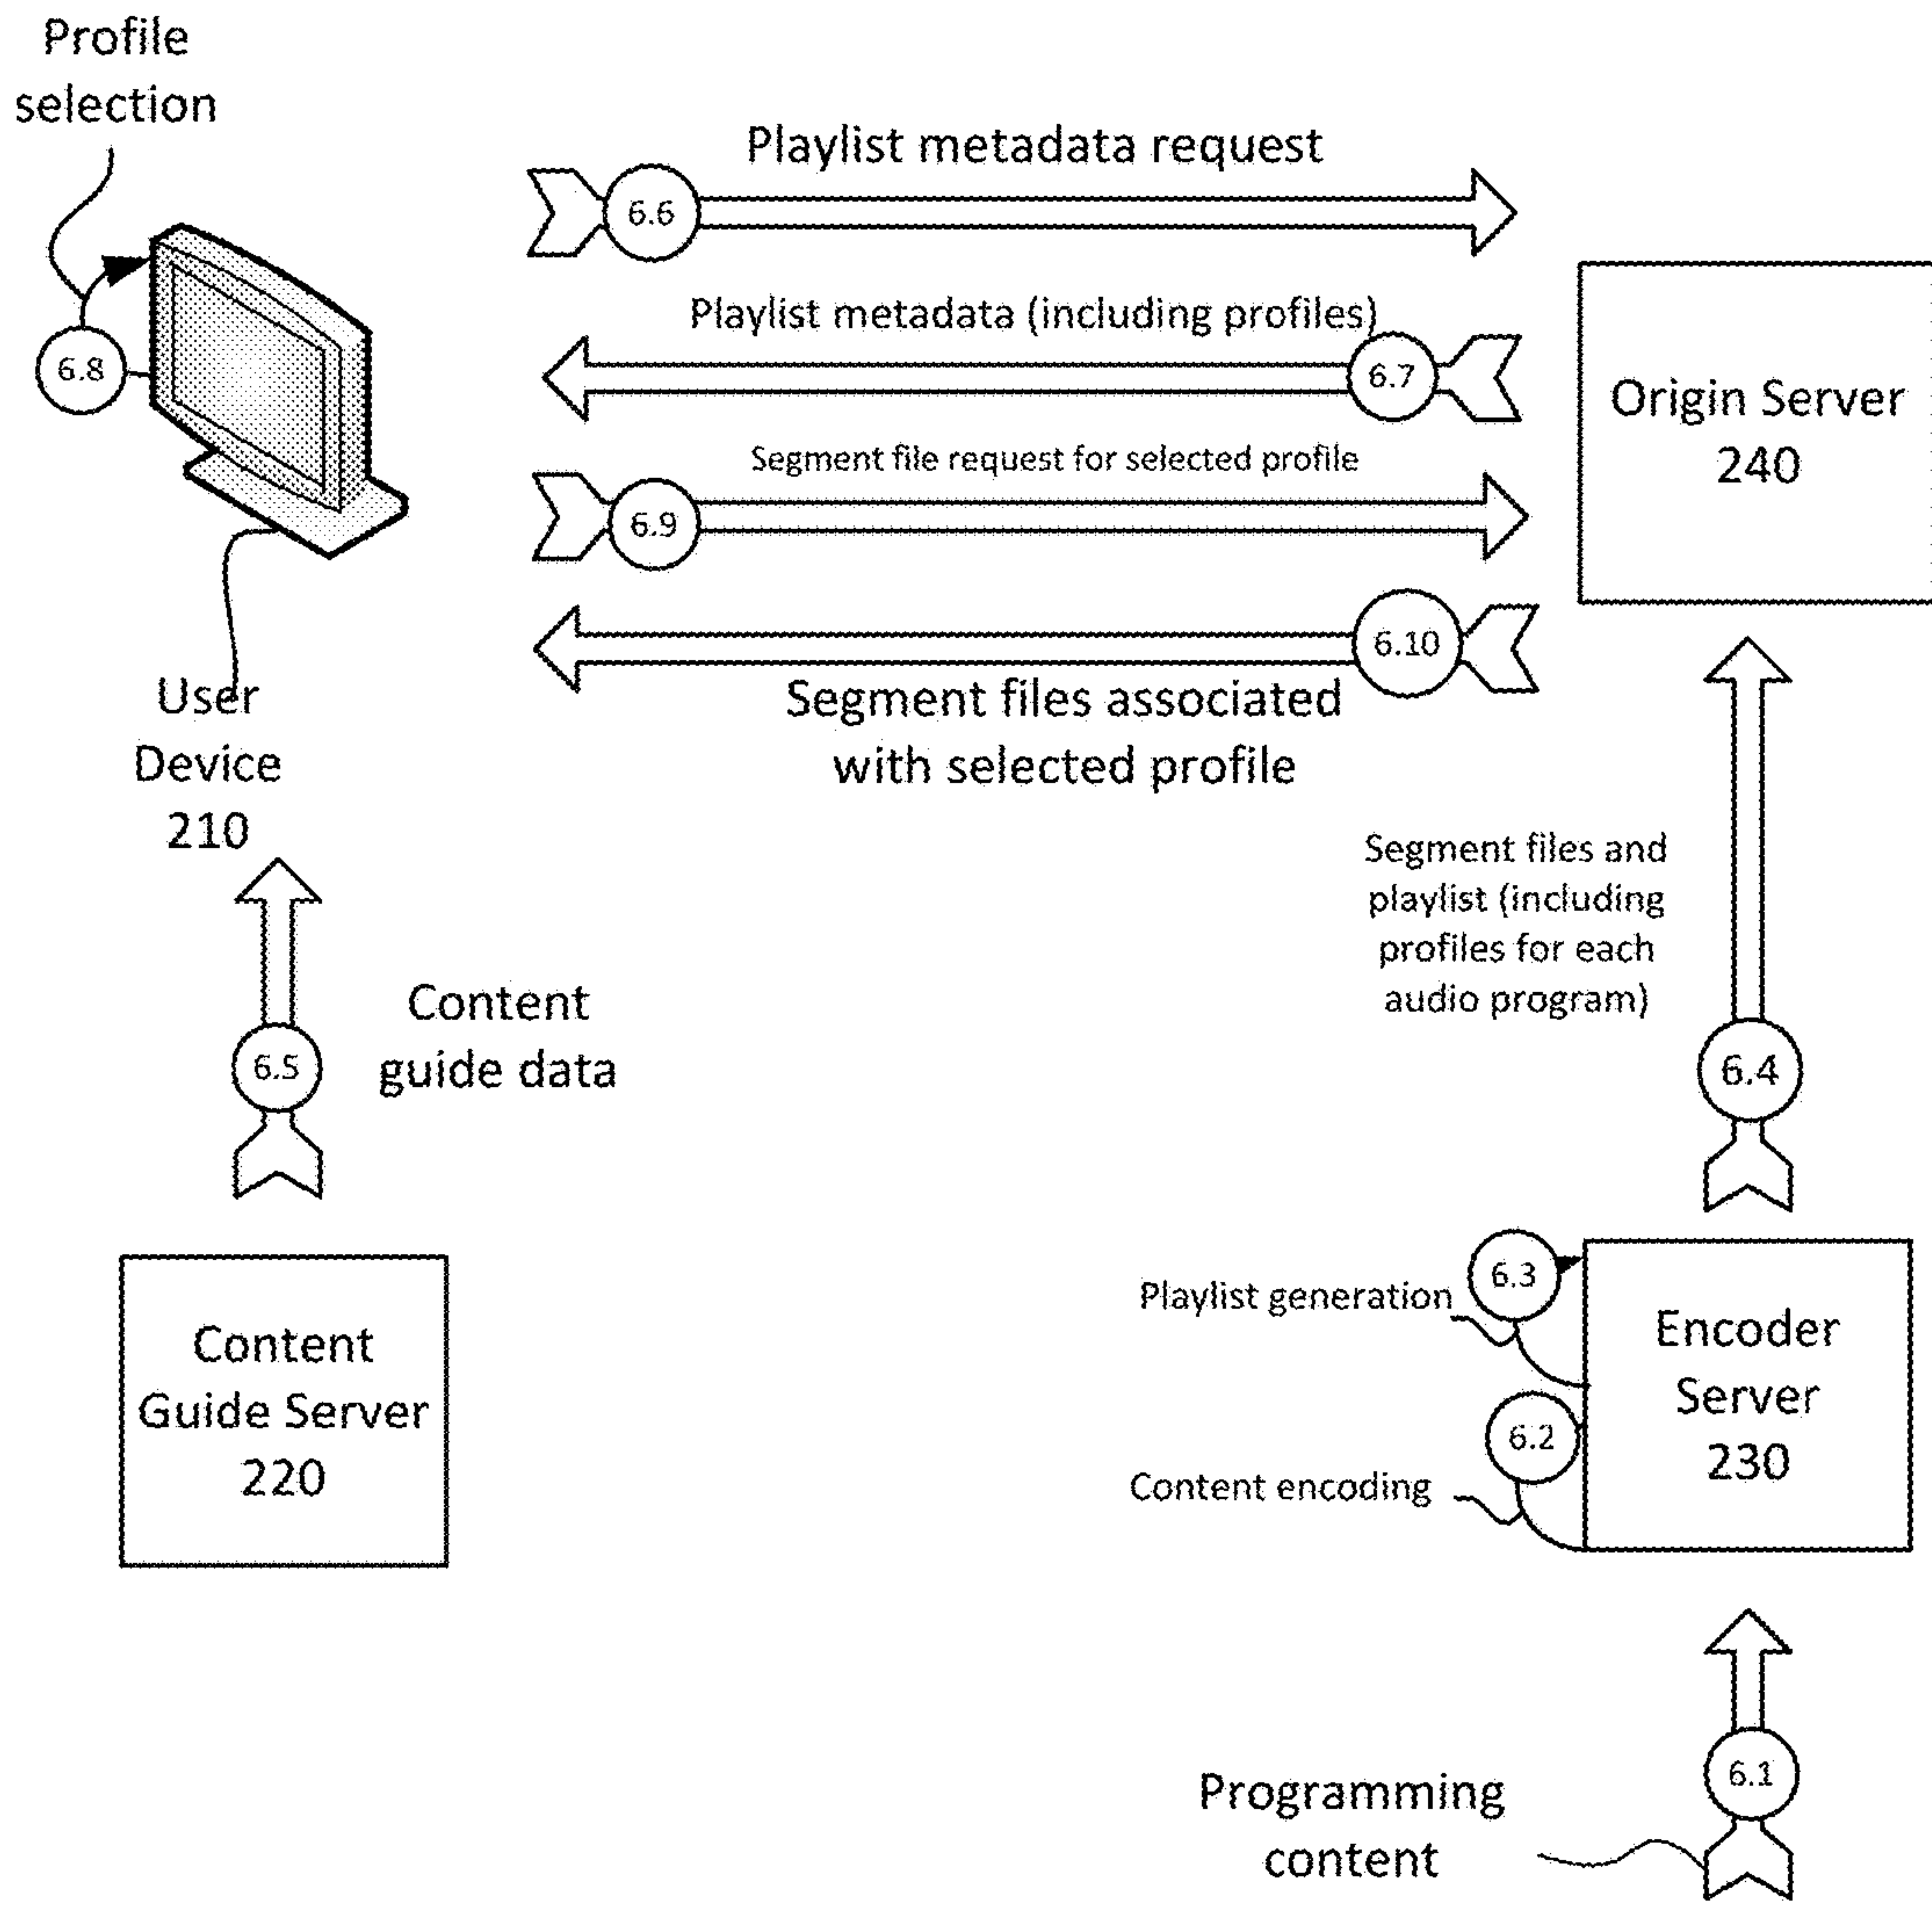 Profile
selection
Playlist metadata request
6.6
Playlist metadata (including profiles)
6.7
6.8
Origin Server
240
Segment file request for selected profile
6.9
6.10
Segment files associated
with selected profile
User
Device
210
Segment files and
playlist (including
profiles for each
audio program)
Content
guide data
6.5
6.4
6.3
Playlist generation
Encoder
Server
230
6.2
Content encoding
Content
Guide Server
220
6.1
Programming
content